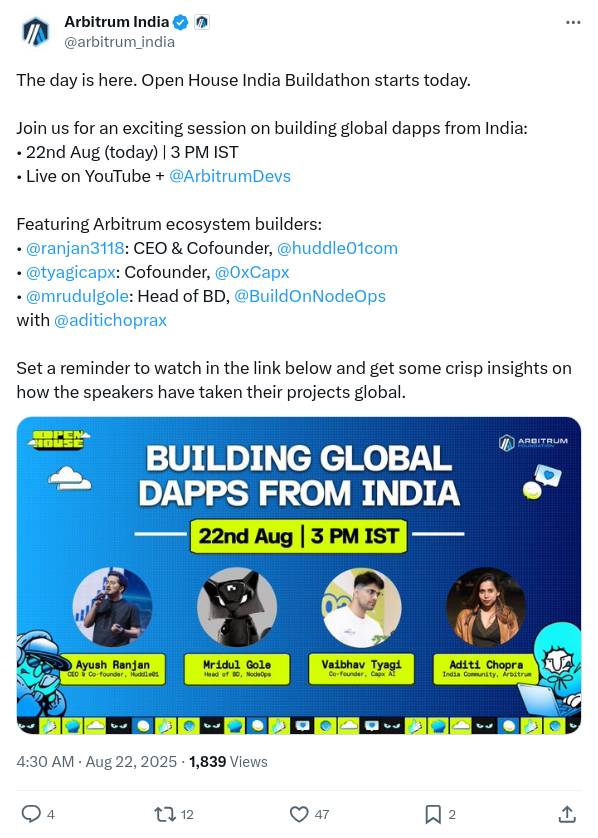 Arbitrum India
@arbitrum_india
The day is here. Open House India Buildathon starts today.
Join us for an exciting session on building global dapps from India:
• 22nd Aug (today) | 3 PM IST
• Live on YouTube + @ArbitrumDevs
Featuring Arbitrum ecosystem builders:
• @ranjan3118: CEO & Cofounder, @huddle01com
• @tyagicapx: Cofounder, @0xCapx
• @mrudulgole: Head of BD, @BuildOnNodeOps
with @aditichoprax
Set a reminder to watch in the link below and get some crisp insights on
how the speakers have taken their projects global.
OPEN
HOUSE
ARBITRUM
FOUNDATION
BUILDING GLOBAL
DAPPS FROM INDIA
22nd Aug | 3 PM IST
Ayush Ranjan
CEO & Co-founder, Huddle01
Mridul Gole
Head of BD, NodeOps
Vaibhav Tyagi
Co-founder, Capx AI
Aditi Chopra
India Community, Arbitrum
4:30 AM · Aug 22, 2025 · 1,839 Views
4
12
47
2